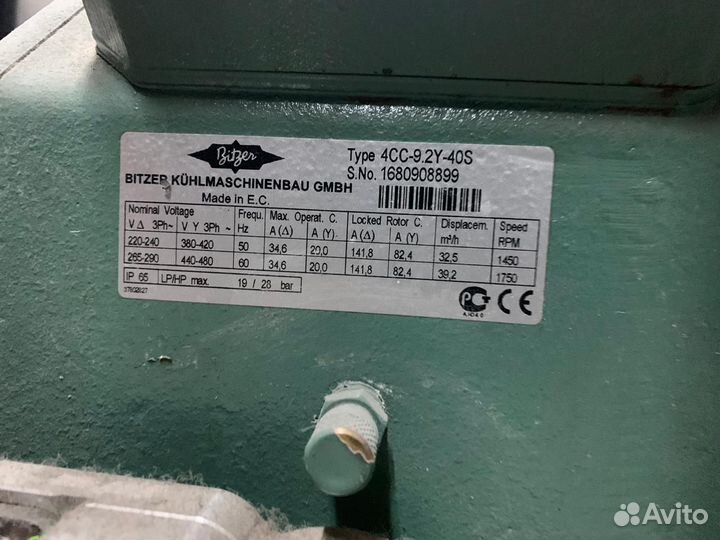 Bitzer
Type 4CC-9.2Y-40S
S.No. 1680908899
BITZER KÜHLMASCHINENBAU GMBH
Made in E.C.
Nominal Voltage Frequ. Max. Operat. C. Locked Rotor C. Displacem. Speed
V Δ 3Ph~ V Y 3Ph ~ Hz A (Δ) A (Y) A (Δ) A (Y) m³/h RPM
220-240 380-420 50 34,6 20,0 141,8 82,4 32,5 1450
265-290 440-480 60 34,6 20,0 141,8 82,4 39,2 1750
IP 65 LP/HP max. 19 / 28 bar
Avito